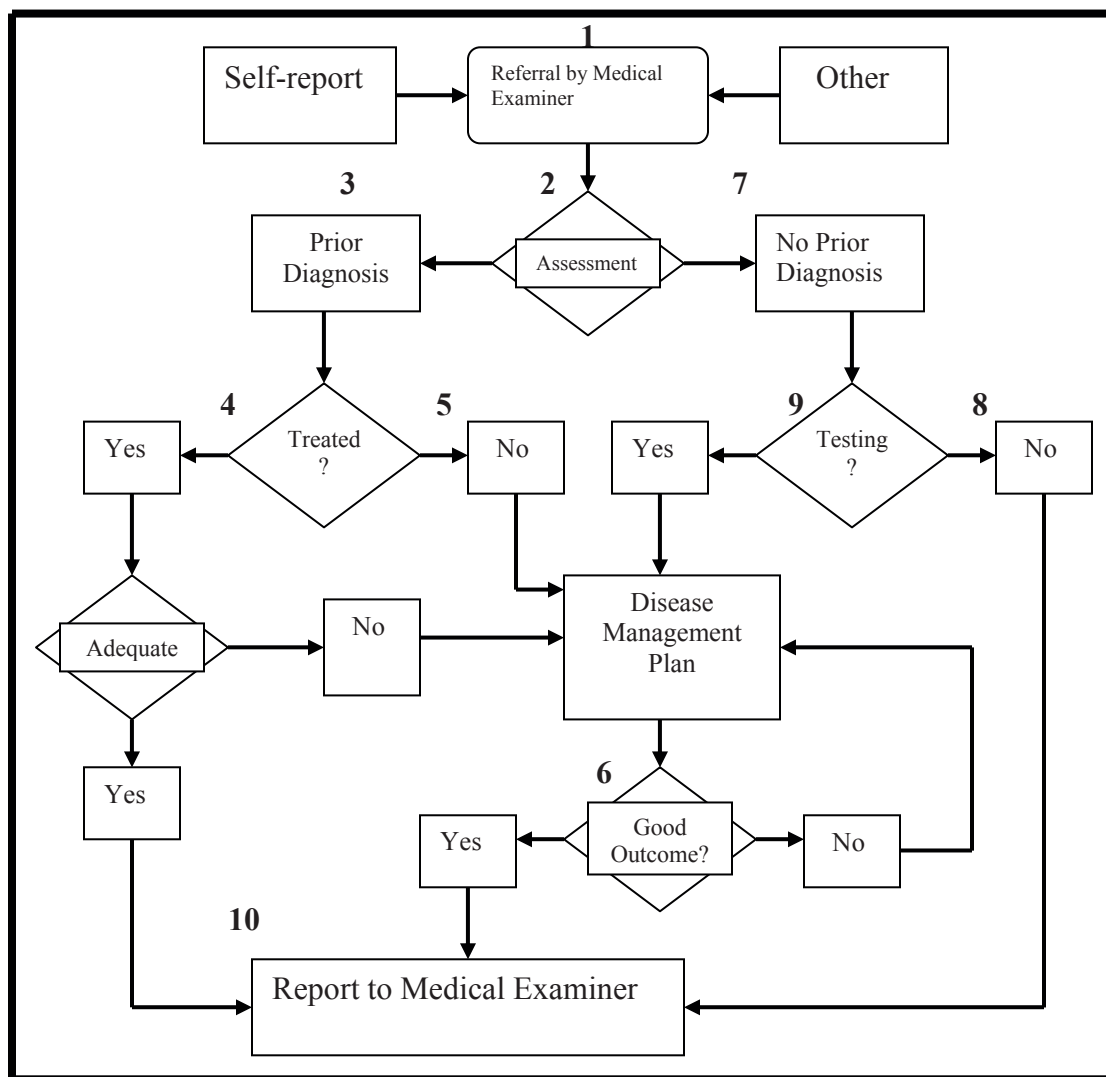 1
Self-report
Referral by Medical
Examiner
Other
3
2
7
Prior
Diagnosis
Assessment
No Prior
Diagnosis
4
5
9
8
Yes
Treated
?
No
Yes
Testing
?
No
Adequate
No
Disease
Management
Plan
Yes
6
Yes
Good
Outcome?
No
10
Report to Medical Examiner